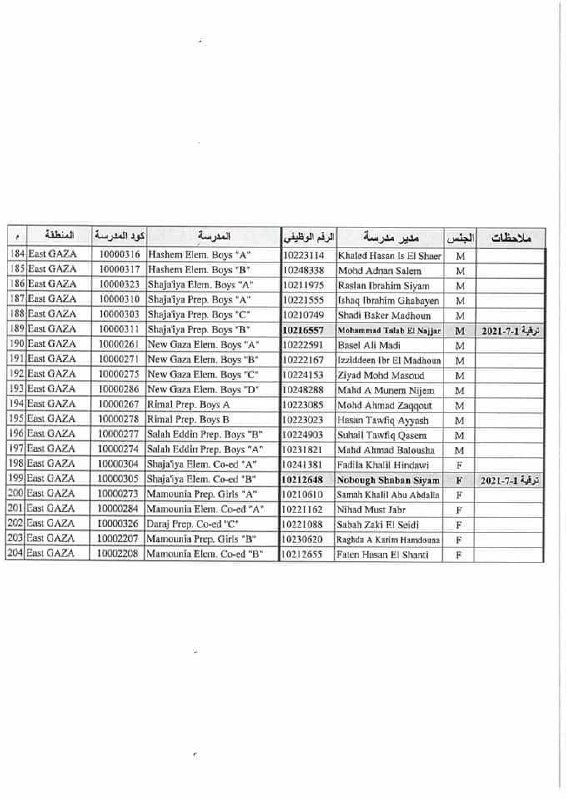 م المنطقة كود المدرسة المدرسة الرقم الوظيفي مدير مدرسة الجنس ملاحظات
184 East GAZA 10000316 Hashem Elem. Boys "A" 10223114 Khaled Hasan Is El Shaer M
185 East GAZA 10000317 Hashem Elem. Boys "B" 10248338 Mohd Adnan Salem M
186 East GAZA 10000323 Shaja'iya Elem. Boys "A" 10211975 Raslan Ibrahim Siyam M
187 East GAZA 10000310 Shaja'iya Prep. Boys "A" 10221555 Ishaq Ibrahim Ghabayen M
188 East GAZA 10000303 Shaja'iya Prep. Boys "C" 10210749 Shadi Baker Madhoun M
189 East GAZA 10000311 Shaja'iya Prep. Boys "B" 10216557 Mohammad Talab El Najjar M ترقية 1-7-2021
190 East GAZA 10000261 New Gaza Elem. Boys "A" 10222591 Basel Ali Madi M
191 East GAZA 10000271 New Gaza Elem. Boys "B" 10222167 Izziddeen Ibr El Madhoun M
192 East GAZA 10000275 New Gaza Elem. Boys "C" 10224153 Ziyad Mohd Masoud M
193 East GAZA 10000286 New Gaza Elem. Boys "D" 10248288 Mahd A Munem Nijem M
194 East GAZA 10000267 Rimal Prep. Boys A 10223085 Mohd Ahmad Zaqqout M
195 East GAZA 10000278 Rimal Prep. Boys B 10223023 Hasan Tawfiq Ayyash M
196 East GAZA 10000277 Salah Eddin Prep. Boys "B" 10224903 Suhail Tawfiq Qasem M
197 East GAZA 10000274 Salah Eddin Prep. Boys "A" 10231821 Mahd Ahmad Balousha M
198 East GAZA 10000304 Shaja'iya Elem. Co-ed "A" 10241381 Fadila Khalil Hindawi F
199 East GAZA 10000305 Shaja'iya Elem. Co-ed "B" 10212648 Nobough Shaban Siyam F ترقية 1-7-2021
200 East GAZA 10000273 Mamounia Prep. Girls "A" 10210610 Samah Khalil Abu Abdalla F
201 East GAZA 10000284 Mamounia Elem. Co-ed "A" 10221162 Nihad Must Jabr F
202 East GAZA 10000326 Daraj Prep. Co-ed "C" 10221088 Sabah Zaki El Seidi F
203 East GAZA 10002207 Mamounia Prep. Girls "B" 10230620 Raghda A Karim Hamdouna F
204 East GAZA 10002208 Mamounia Elem. Co-ed "B" 10212655 Faten Hasan El Shanti F